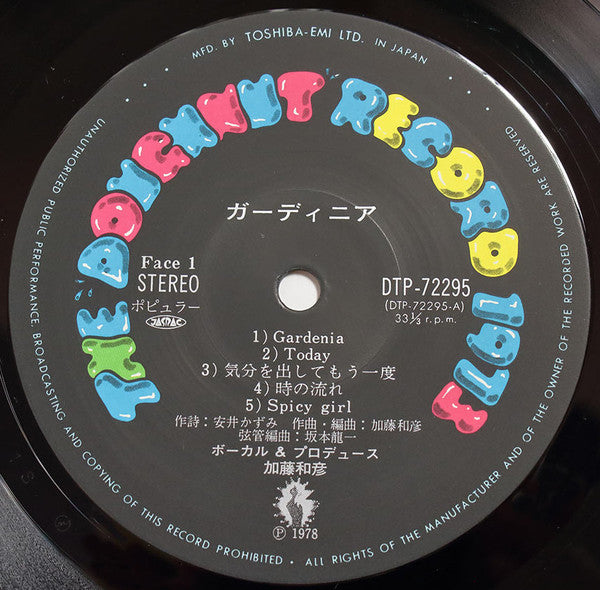 MFD. BY TOSHIBA-EMI LTD. IN JAPAN
DOUGHNUT RECORD
ガーディニア
Face 1
STEREO
ポピュラー
JASRAC
DTP-72295
(DTP-72295-A)
33 1/3 r.p.m.
1) Gardenia
2) Today
3) 気分を出してもう一度
4) 時の流れ
5) Spicy girl
作詩：安井かずみ 作曲・編曲：加藤和彦
弦管編曲：坂本龍一
ボーカル & プロデュース
加藤和彦
Ⓟ 1978
UNAUTHORIZED PUBLIC PERFORMANCE, BROADCASTING AND COPYING OF THIS RECORD PROHIBITED • ALL RIGHTS OF THE MANUFACTURER AND OF THE OWNER OF THE RECORDED WORK ARE RESERVED